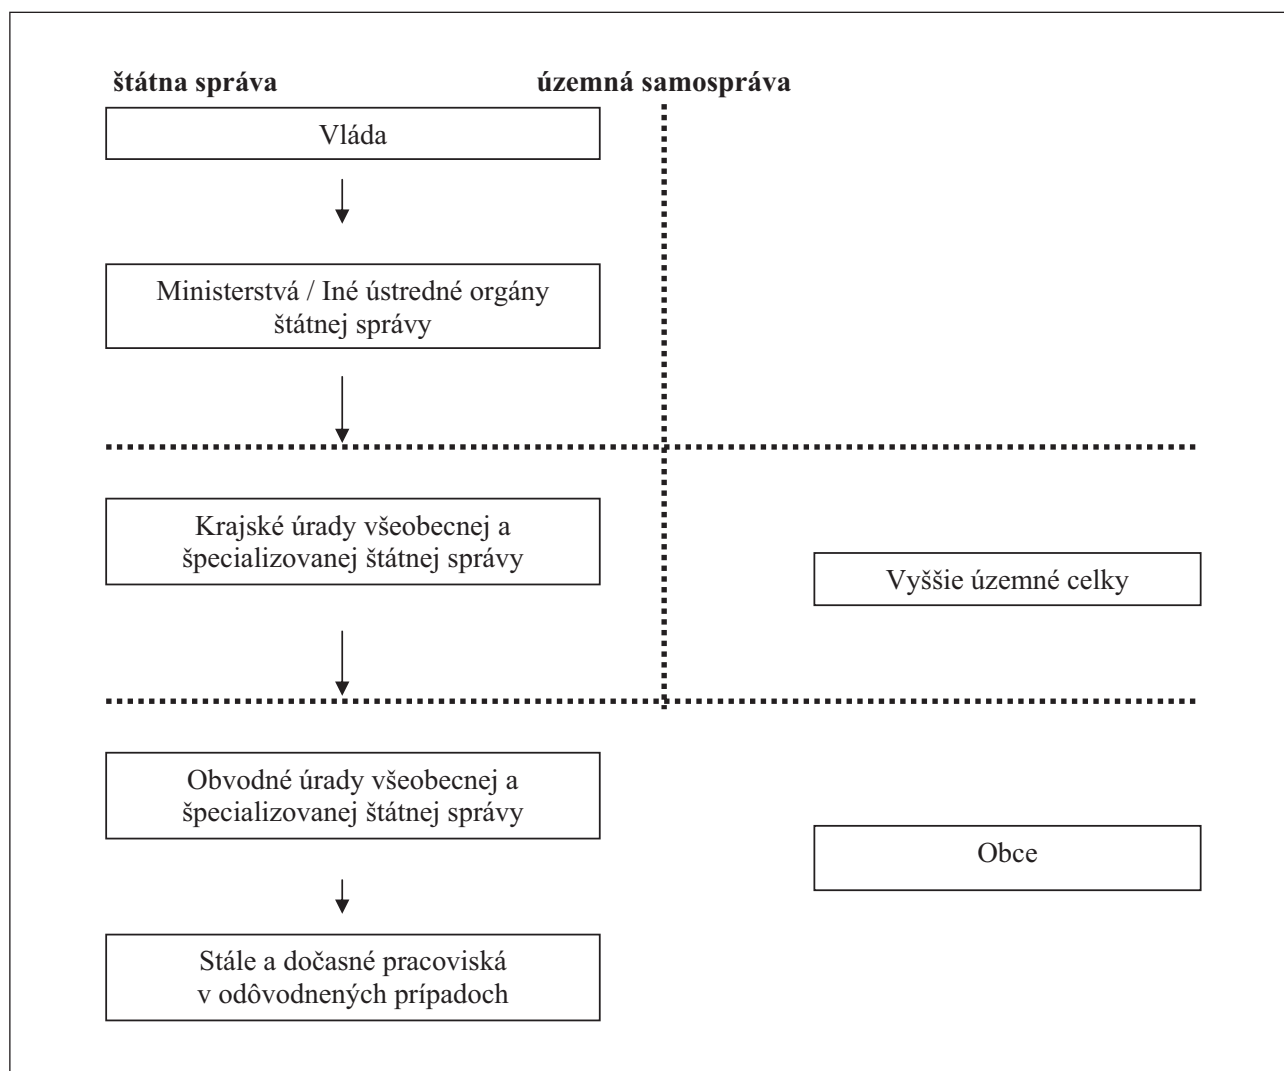 štátna správa
územná samospráva
Vláda
Ministerstvá / Iné ústredné orgány
štátnej správy
Krajské úrady všeobecnej a
špecializovanej štátnej správy
Vyššie územné celky
Obvodné úrady všeobecnej a
špecializovanej štátnej správy
Obce
Stále a dočasné pracoviská
v odôvodnených prípadoch